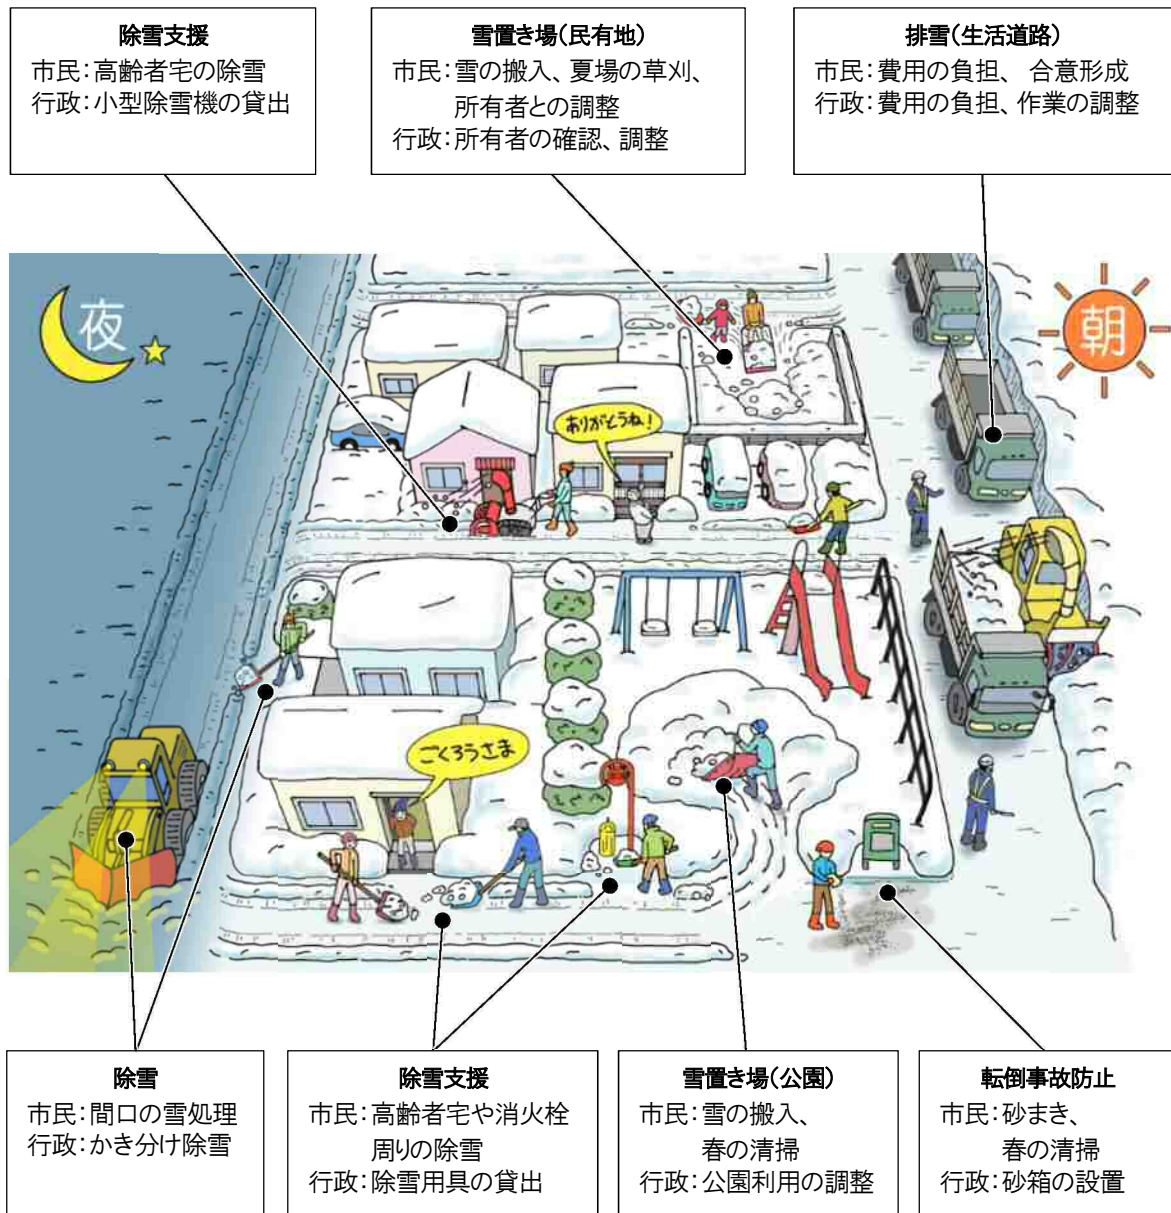 除雪支援
市民：高齢者宅の除雪
行政：小型除雪機の貸出
雪置き場（民有地）
市民：雪の搬入、夏場の草刈、
所有者との調整
行政：所有者の確認、調整
排雪（生活道路）
市民：費用の負担、 合意形成
行政：費用の負担、作業の調整
夜
朝
ありがとうね！
ごくろうさま
除雪
市民：間口の雪処理
行政：かき分け除雪
除雪支援
市民：高齢者宅や消火栓
周りの除雪
行政：除雪用具の貸出
雪置き場（公園）
市民：雪の搬入、
春の清掃
行政：公園利用の調整
転倒事故防止
市民：砂まき、
春の清掃
行政：砂箱の設置